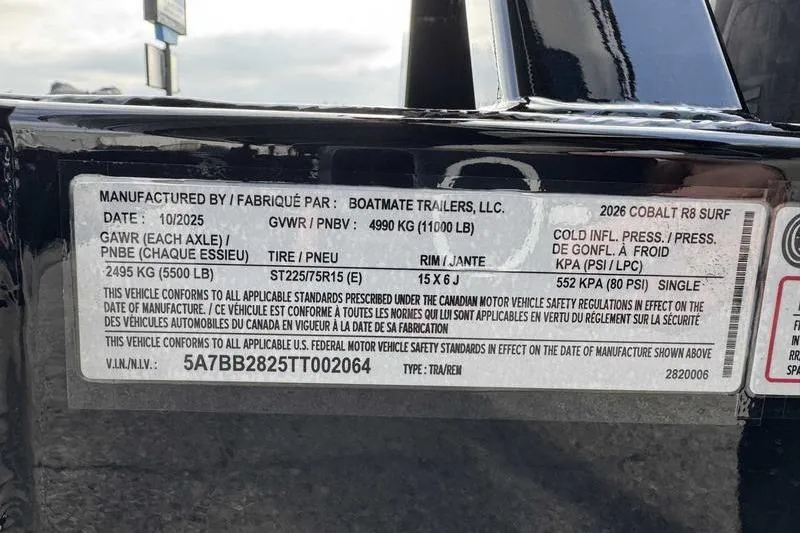 MANUFACTURED BY / FABRIQUÉ PAR : BOATMATE TRAILERS, LLC.
DATE : 10/2025 GVWR / PNBV : 4990 KG (11000 LB) 2026 COBALT R8 SURF
GAWR (EACH AXLE) /
PNBE (CHAQUE ESSIEU) TIRE / PNEU RIM / JANTE
COLD INFL. PRESS. / PRESS.
DE GONFL. À FROID
KPA (PSI / LPC)
2495 KG (5500 LB) ST225/75R15 (E) 15 X 6 J 552 KPA (80 PSI) SINGLE
THIS VEHICLE CONFORMS TO ALL APPLICABLE STANDARDS PRESCRIBED UNDER THE CANADIAN MOTOR VEHICLE SAFETY REGULATIONS IN EFFECT ON THE
DATE OF MANUFACTURE. / CE VÉHICULE EST CONFORME À TOUTES LES NORMES QUI LUI SONT APPLICABLES EN VERTU DU RÉGLEMENT SUR LA SÉCURITÉ
DES VÉHICULES AUTOMOBILES DU CANADA EN VIGUEUR À LA DATE DE SA FABRICATION
THIS VEHICLE CONFORMS TO ALL APPLICABLE U.S. FEDERAL MOTOR VEHICLE SAFETY STANDARDS IN EFFECT ON THE DATE OF MANUFACTURE SHOWN ABOVE
V.I.N./N.I.V. : 5A7BB2825TT002064 TYPE : TRA/REM 2820006